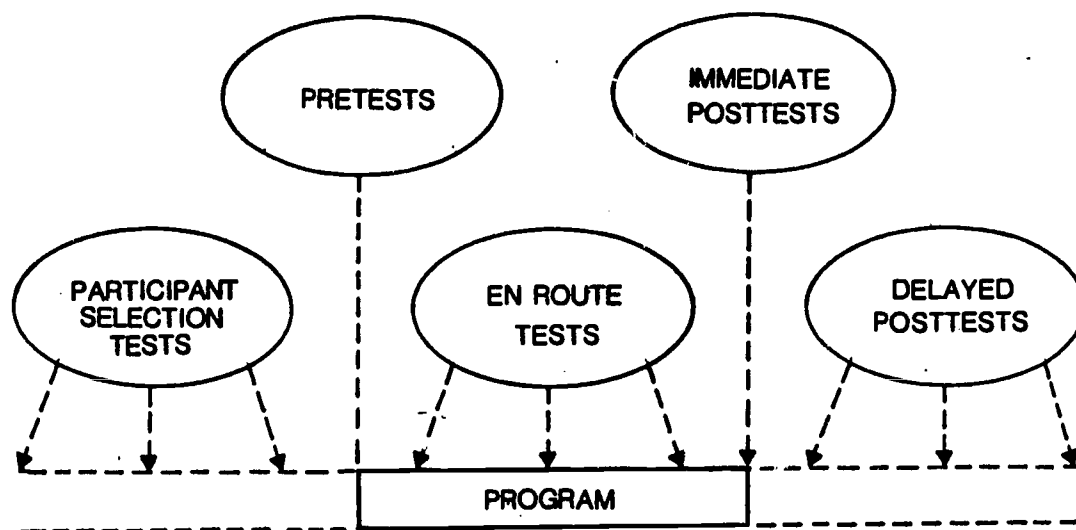 PRETESTS
IMMEDIATE
POSTTESTS
PARTICIPANT
SELECTION
TESTS
EN ROUTE
TESTS
DELAYED
POSTTESTS
PROGRAM